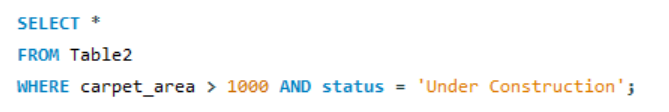 SELECT *
FROM Table2
WHERE carpet_area > 1000 AND status = 'Under Construction';